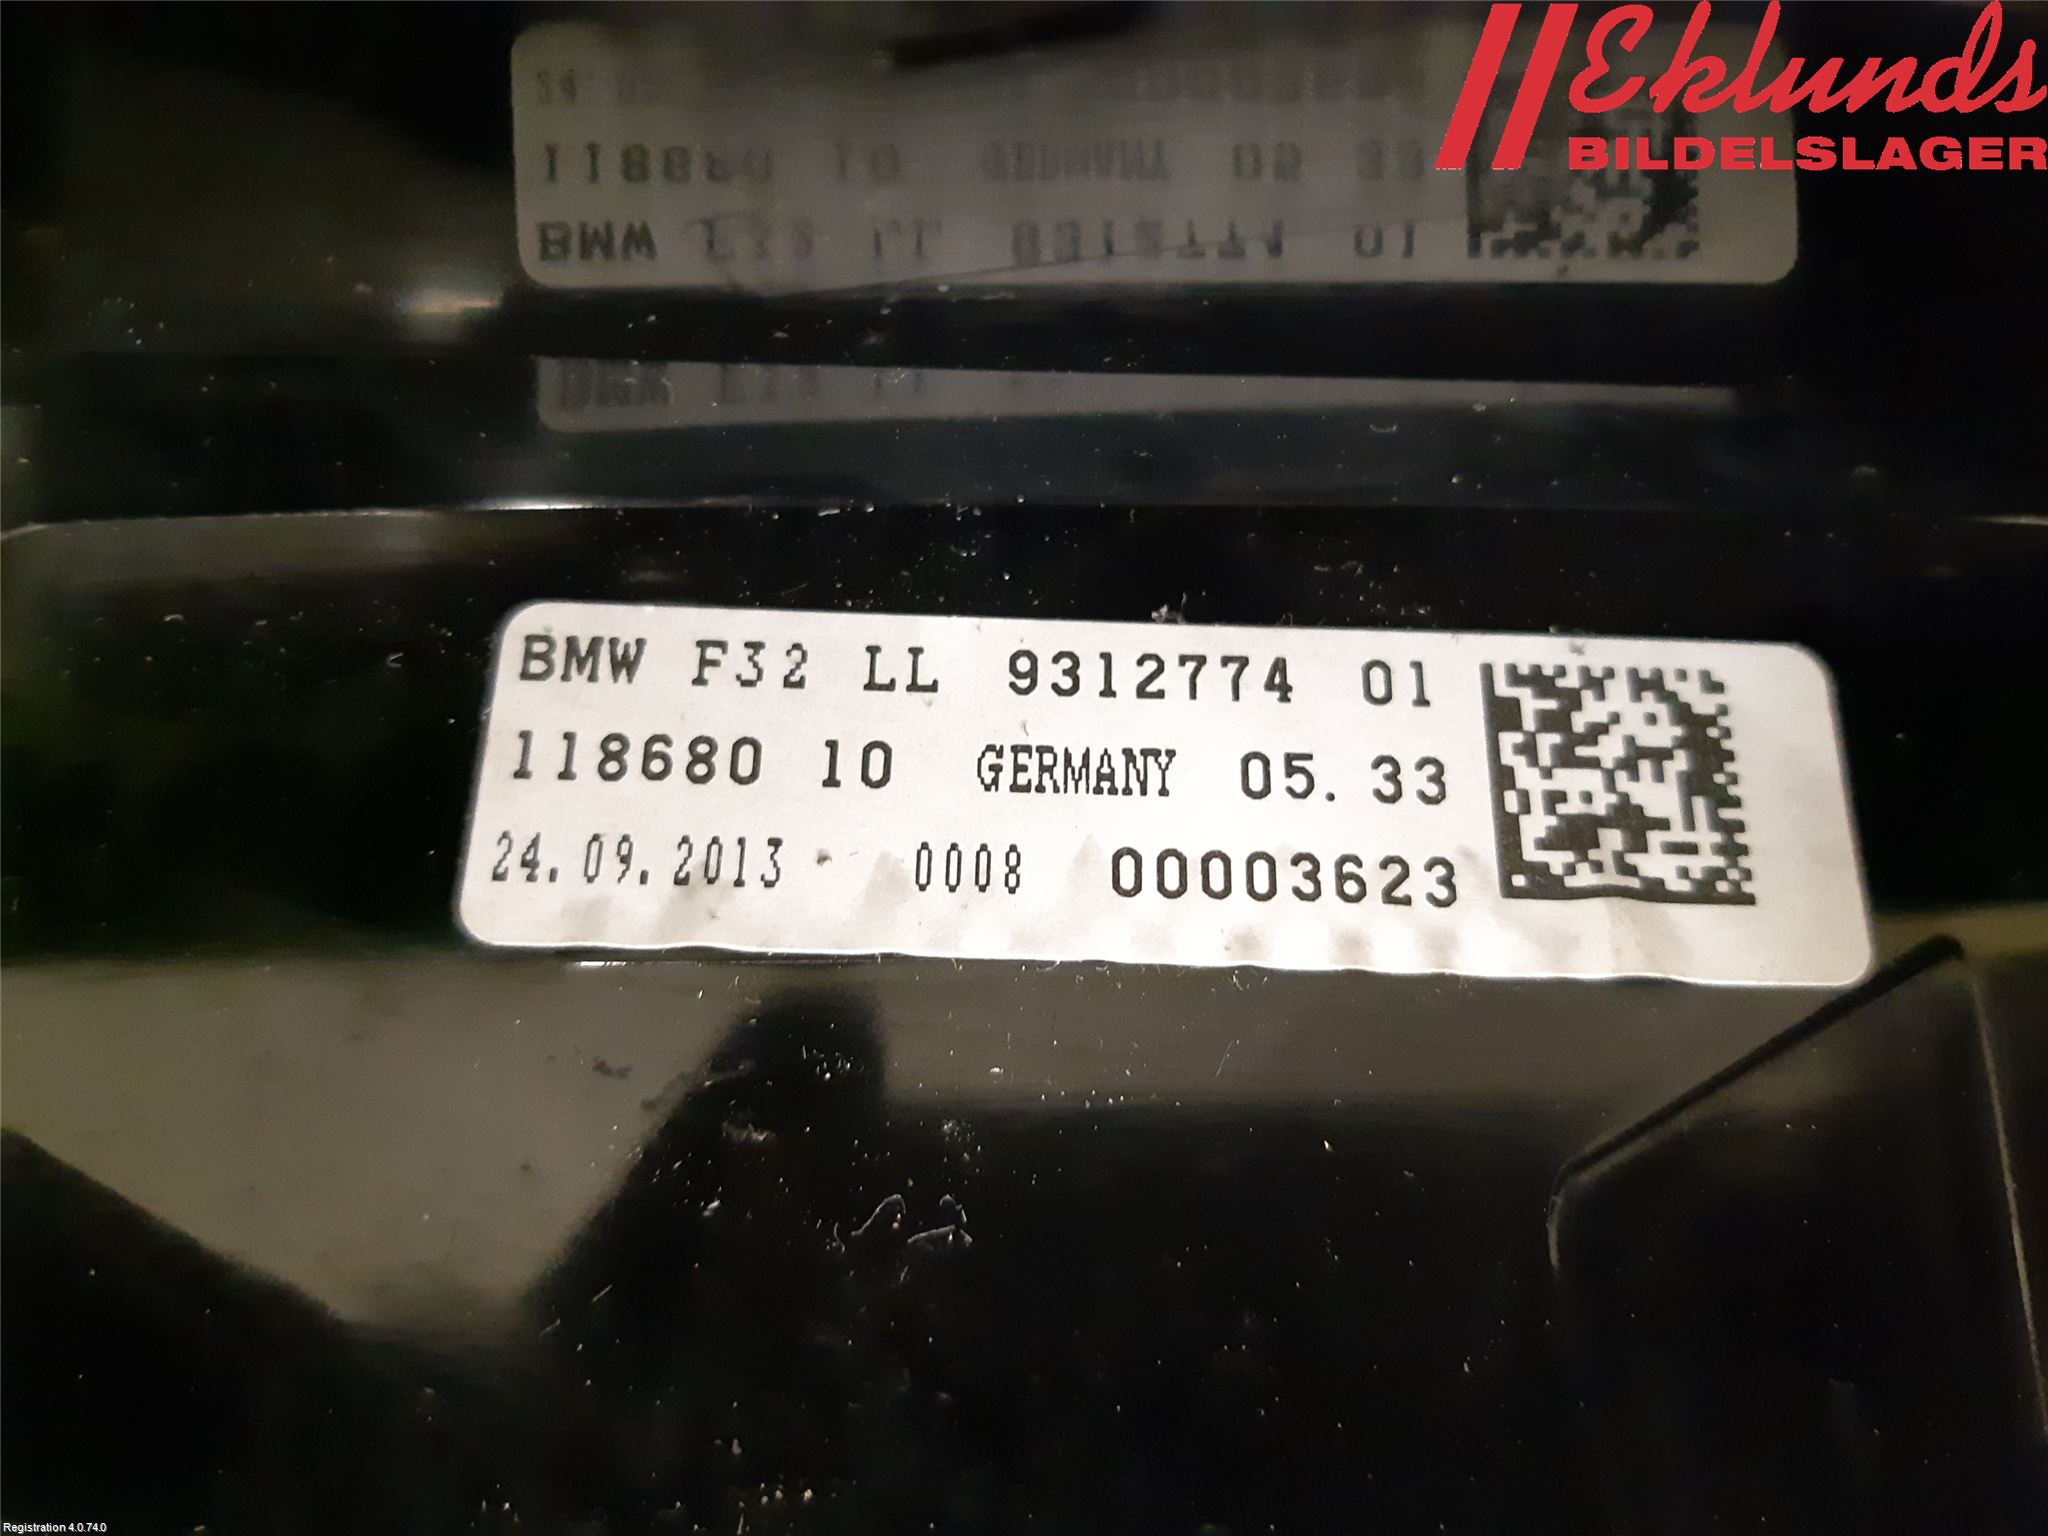 Eklunds
BILDELSLAGER
BMW F32 LL 9312774 01
118680 10 GERMANY 05.33
24.09.2013 0008 00003623
Registration 4.0.74.0